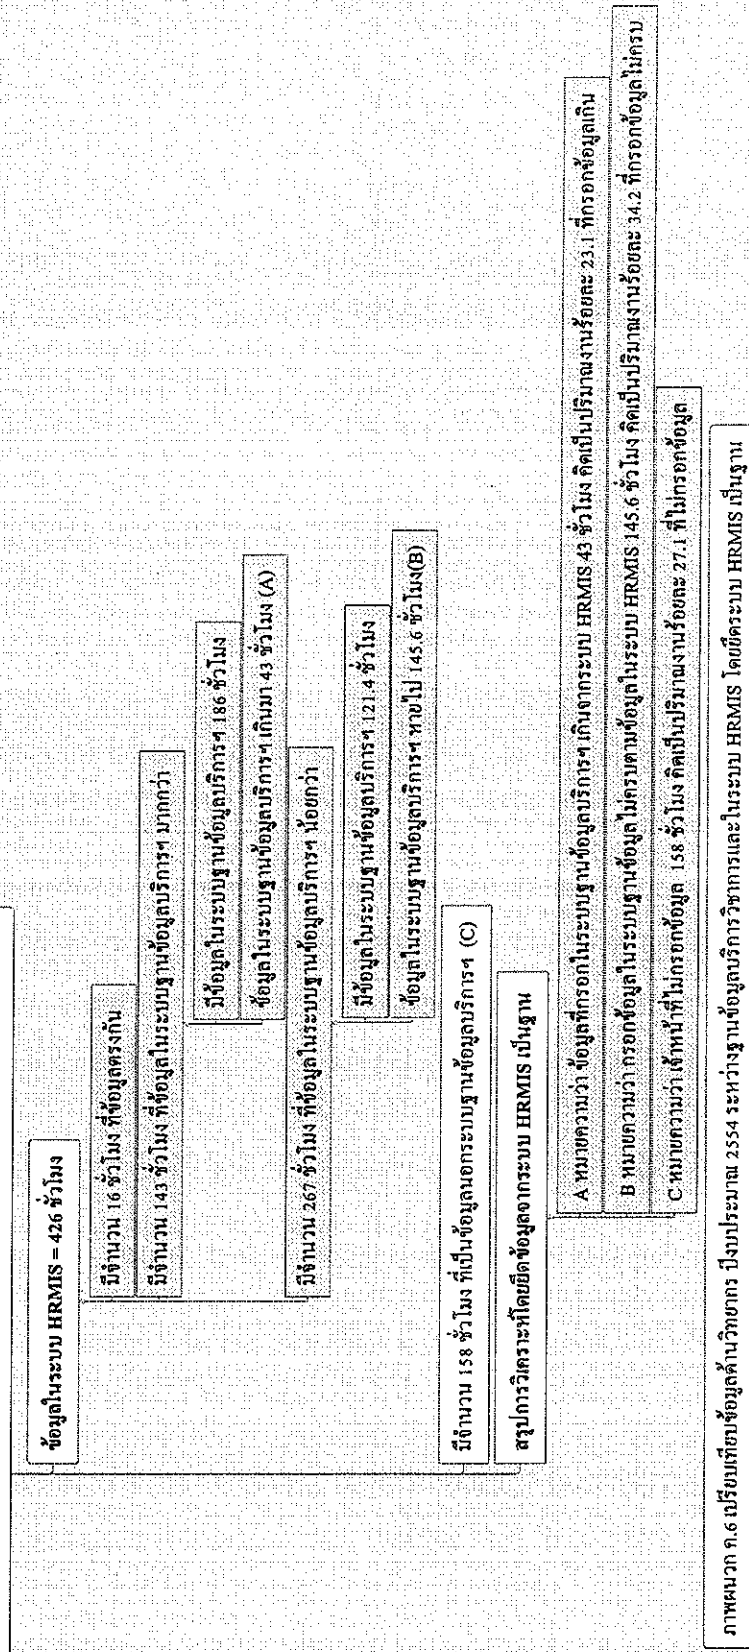 ข้อมูลในระบบ HRMIS = 426 ชั่วโมง
มีจำนวน 16 ชั่วโมง ที่ข้อมูลตรงกัน
มีจำนวน 143 ชั่วโมง ที่ข้อมูลในระบบฐานข้อมูลบริการฯ มากกว่า
มีข้อมูลในระบบฐานข้อมูลบริการฯ 186 ชั่วโมง
ข้อมูลในระบบฐานข้อมูลบริการฯ เกินมา 43 ชั่วโมง (A)
มีจำนวน 267 ชั่วโมง ที่ข้อมูลในระบบฐานข้อมูลบริการฯ น้อยกว่า
มีข้อมูลในระบบฐานข้อมูลบริการฯ 121.4 ชั่วโมง
ข้อมูลในระบบฐานข้อมูลบริการฯ หายไป 145.6 ชั่วโมง(B)
มีจำนวน 158 ชั่วโมง ที่เป็นข้อมูลนอกระบบฐานข้อมูลบริการฯ (C)
สรุปการวิเคราะห์โดยยึดข้อมูลจากระบบ HRMIS เป็นฐาน
A หมายความว่า ข้อมูลที่กรอกในระบบฐานข้อมูลบริการฯ เกินจากระบบ HRMIS 43 ชั่วโมง คิดเป็นปริมาณงานร้อยละ 23.1 ที่กรอกข้อมูลเกิน
B หมายความว่า กรอกข้อมูลในระบบฐานข้อมูลไม่ครบตามข้อมูลในระบบ HRMIS 145.6 ชั่วโมง คิดเป็นปริมาณงานร้อยละ 34.2 ที่กรอกข้อมูลไม่ครบ
C หมายความว่า เจ้าหน้าที่ไม่กรอกข้อมูล 158 ชั่วโมง คิดเป็นปริมาณงานร้อยละ 27.1 ที่ไม่กรอกข้อมูล
ภาพผนวก ค.6 เปรียบเทียบข้อมูลด้านวิทยากร ปีงบประมาณ 2554 ระหว่างฐานข้อมูลบริการวิชาการและในระบบ HRMIS โดยยึดระบบ HRMIS เป็นฐาน